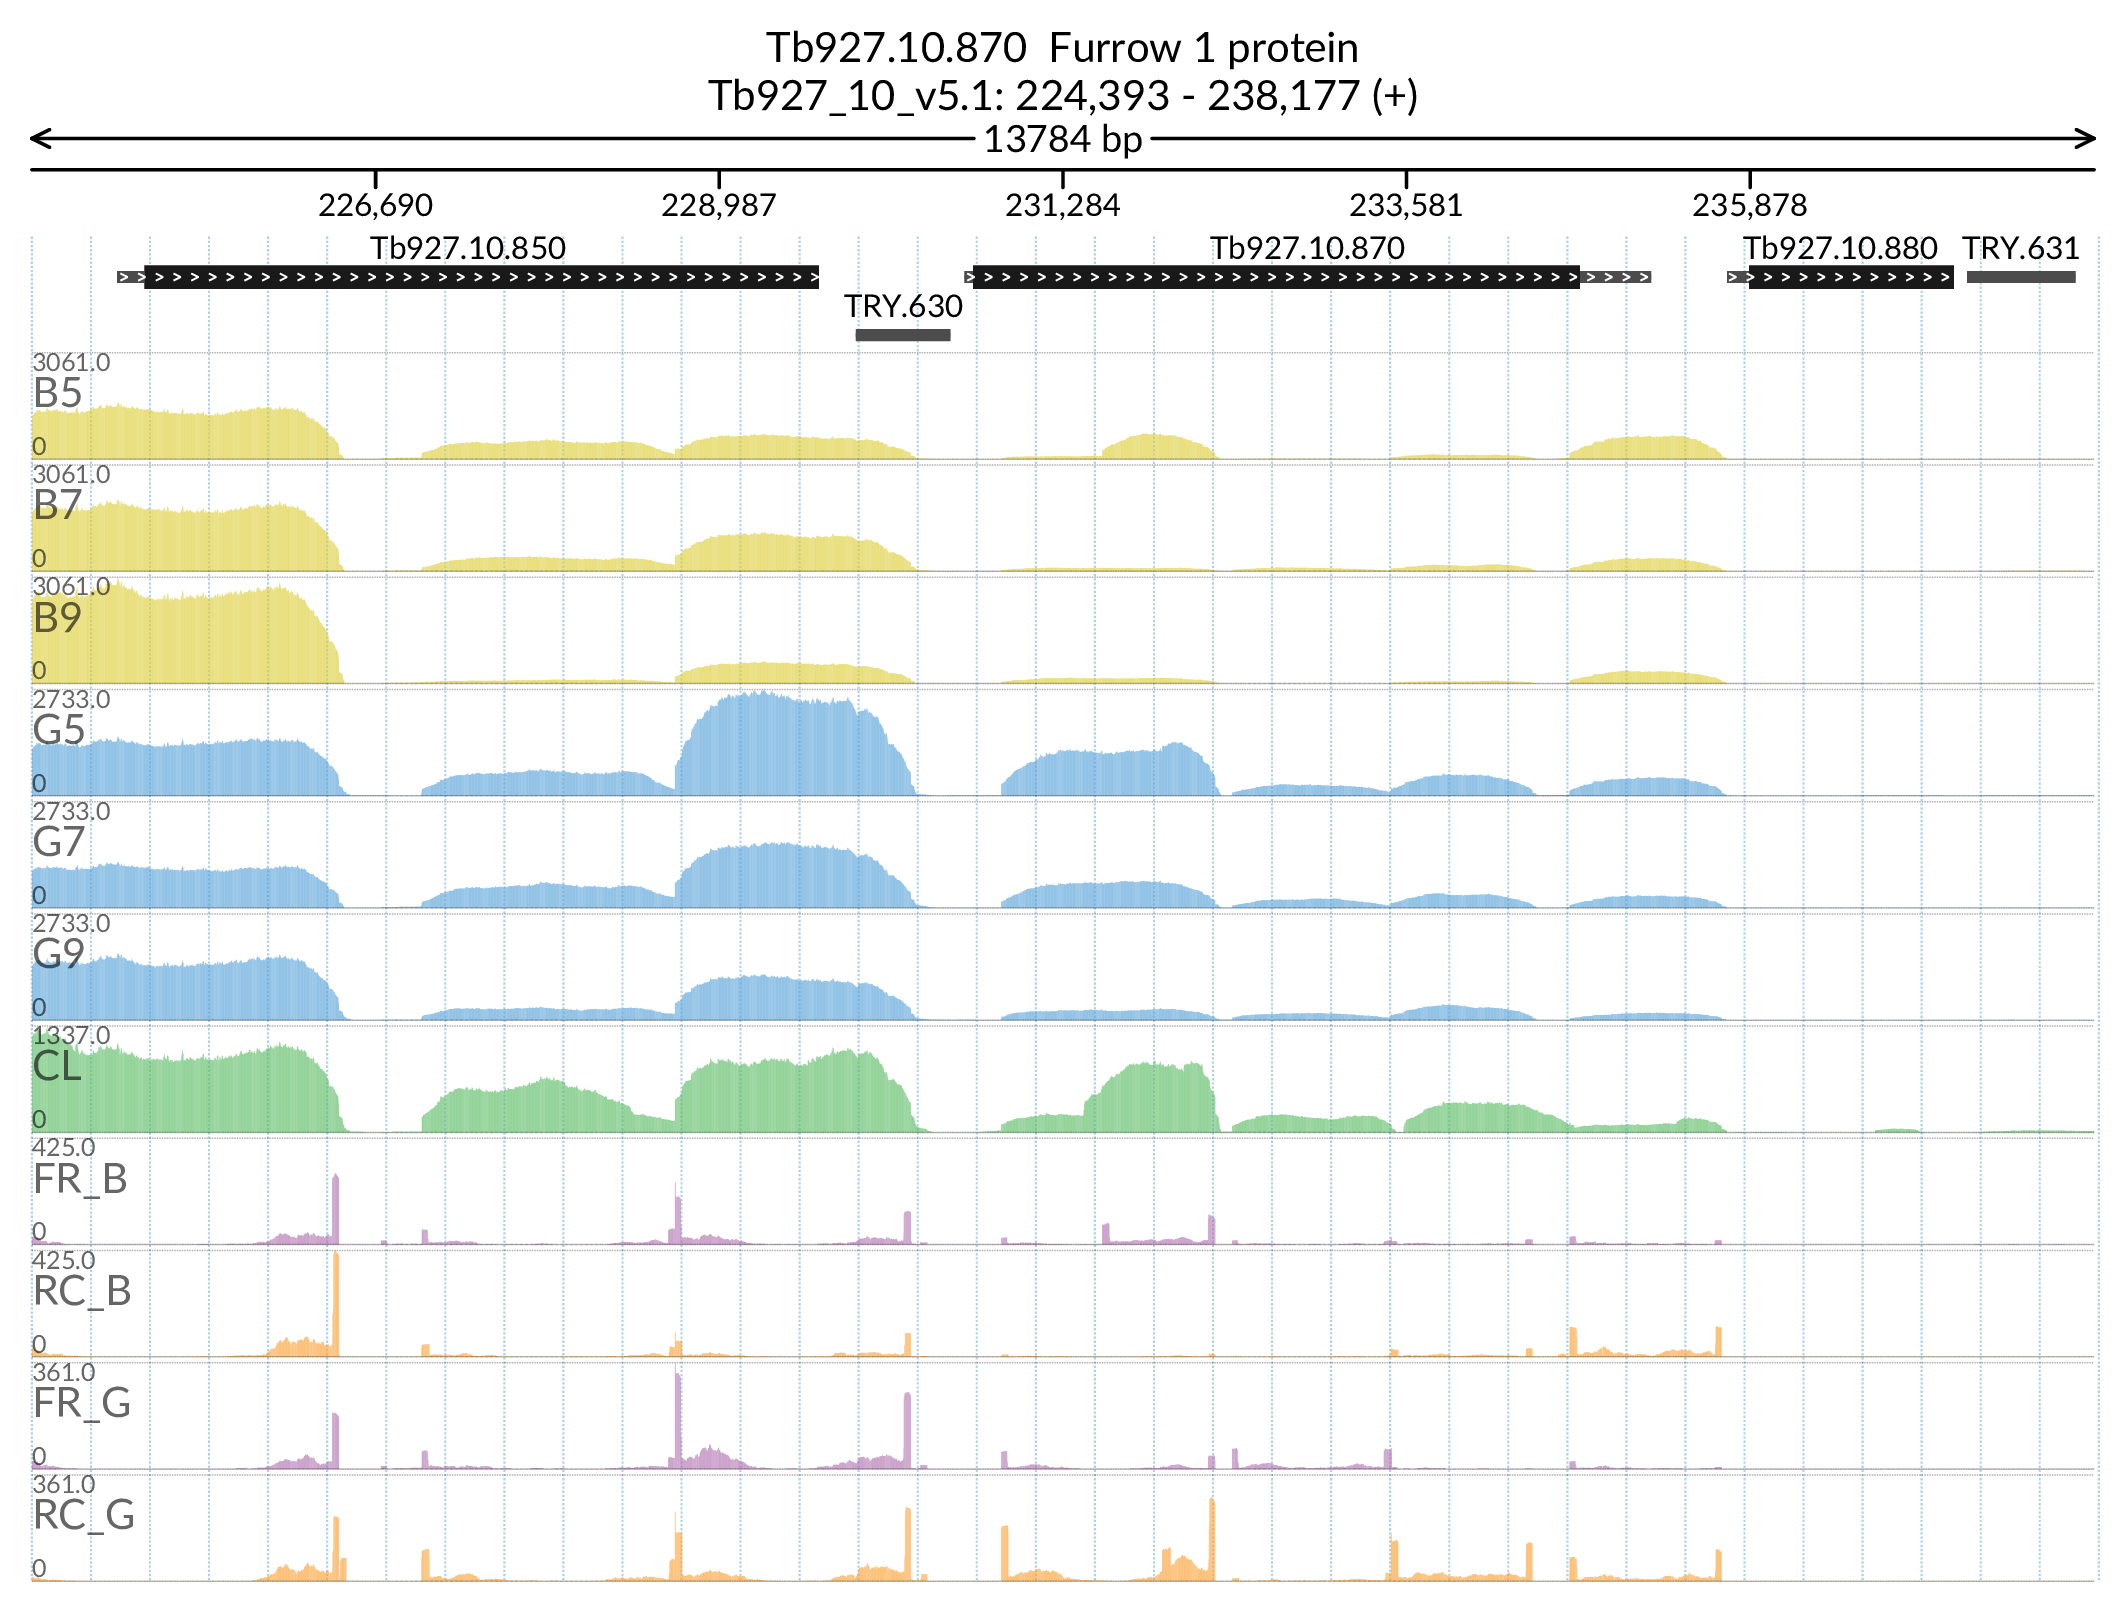 Tb927.10.870  Furrow 1 protein
Tb927_10_v5.1: 224,393 - 238,177 (+)
13784 bp
226,690 228,987 231,284 233,581 235,878
Tb927.10.850 Tb927.10.870 Tb927.10.880 TRY.631
TRY.630
3061.0
B5
0
3061.0
B7
0
3061.0
B9
0
2733.0
G5
0
2733.0
G7
0
2733.0
G9
0
1337.0
CL
0
425.0
FR_B
0
425.0
RC_B
0
361.0
FR_G
0
361.0
RC_G
0